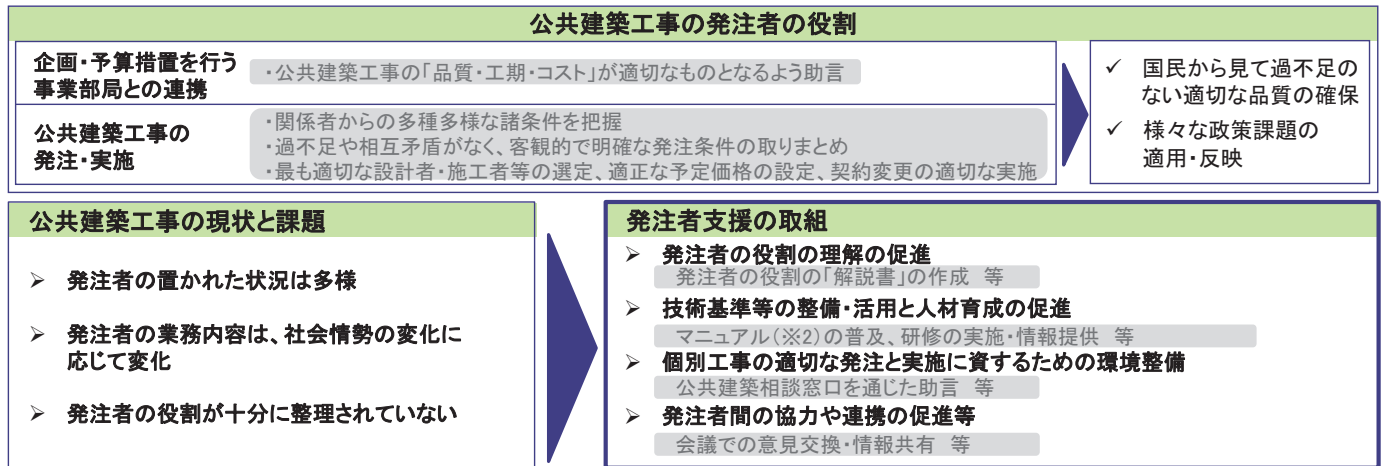 公共建築工事の発注者の役割
企画・予算措置を行う
事業部局との連携
・公共建築工事の「品質・工期・コスト」が適切なものとなるよう助言
公共建築工事の
発注・実施
・関係者からの多種多様な諸条件を把握
・過不足や相互矛盾がなく、客観的で明確な発注条件の取りまとめ
・最も適切な設計者・施工者等の選定、適正な予定価格の設定、契約変更の適切な実施
✓ 国民から見て過不足の
ない適切な品質の確保
✓ 様々な政策課題の
適用・反映
公共建築工事の現状と課題
➢ 発注者の置かれた状況は多様
➢ 発注者の業務内容は、社会情勢の変化に
応じて変化
➢ 発注者の役割が十分に整理されていない
発注者支援の取組
➢ 発注者の役割の理解の促進
発注者の役割の「解説書」の作成 等
➢ 技術基準等の整備・活用と人材育成の促進
マニュアル(※2)の普及、研修の実施・情報提供 等
➢ 個別工事の適切な発注と実施に資するための環境整備
公共建築相談窓口を通じた助言 等
➢ 発注者間の協力や連携の促進等
会議での意見交換・情報共有 等